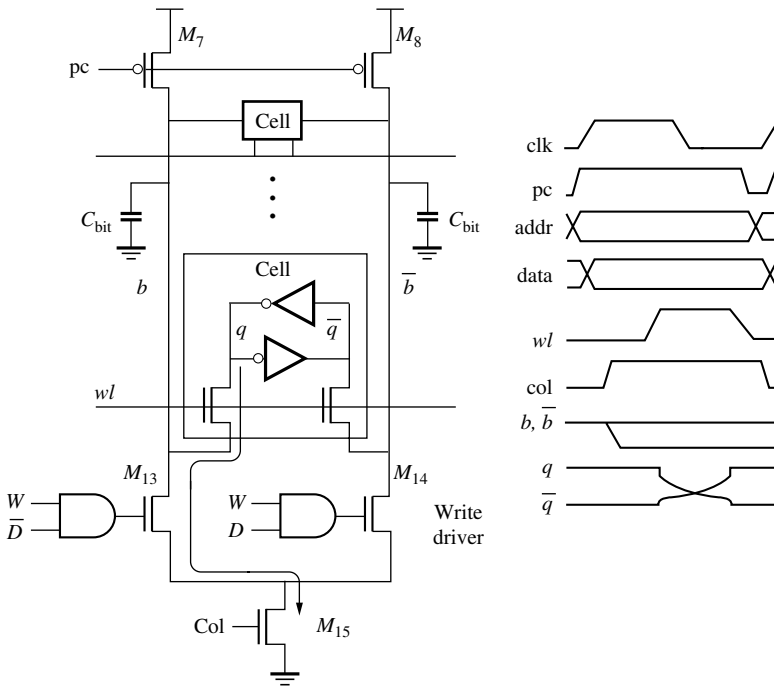 M7
M8
pc
Cell
Cbit
Cbit
Cell
b
b̅
q
q̅
wl
M13
M14
W
D̅
W
D
Write
driver
Col
M15
clk
pc
addr
data
wl
col
b, b̅
q
q̅